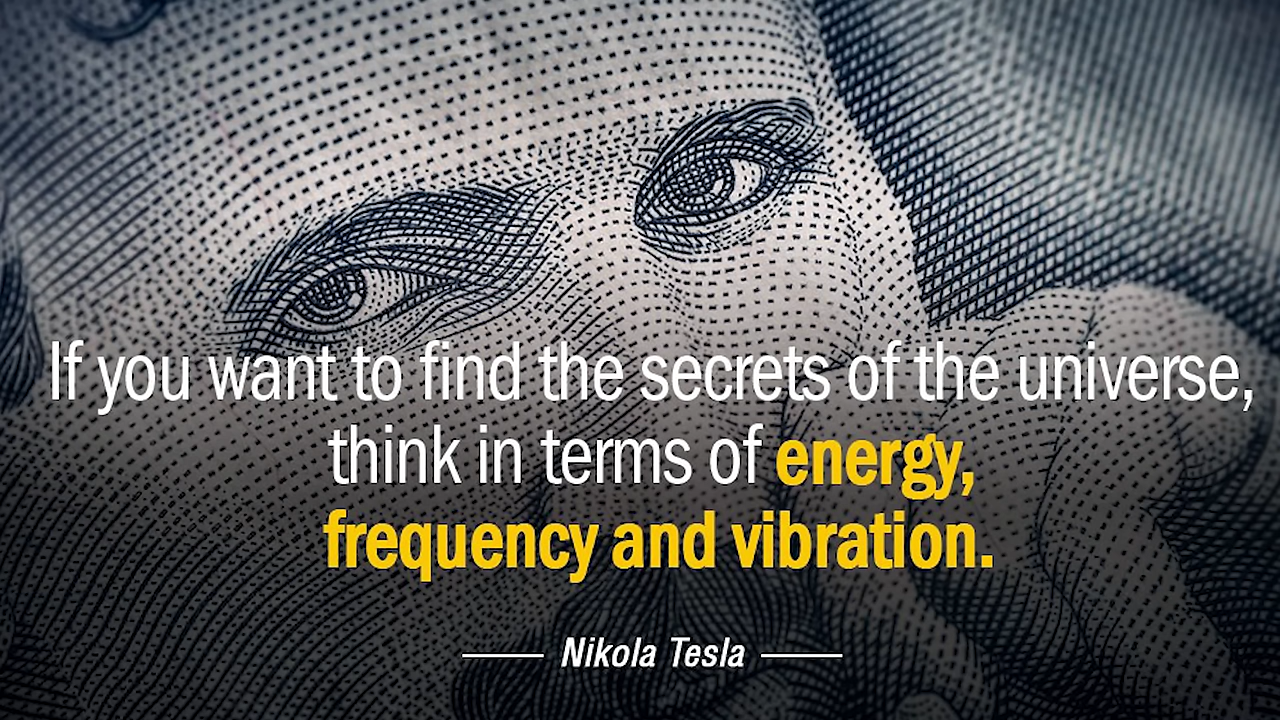 If you want to find the secrets of the universe,
think in terms of energy,
frequency and vibration.
Nikola Tesla